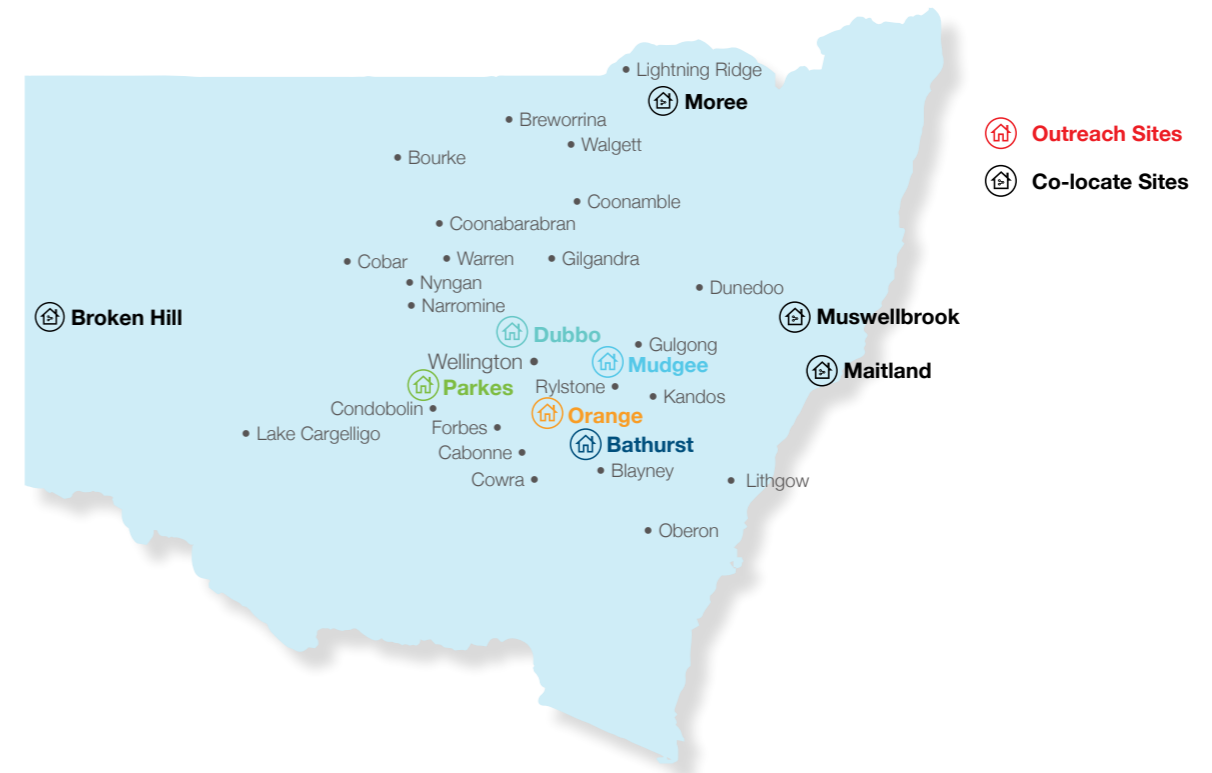 Lightning Ridge
Moree
Breworrina
Outreach Sites
Walgett
Bourke
Co-locate Sites
Coonamble
Coonabarabran
Cobar
Warren
Gilgandra
Nyngan
Dunedoo
Narromine
Broken Hill
Muswellbrook
Dubbo
Gulgong
Wellington
Mudgee
Maitland
Parkes
Rylstone
Kandos
Condobolin
Orange
Forbes
Lake Cargelligo
Bathurst
Cabonne
Blayney
Cowra
Lithgow
Oberon